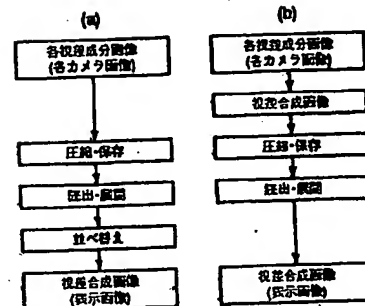 (a)
各視差成分画像
(各カメラ画像)
圧縮・保存
読出・展開
並べ替え
視差合成画像
(表示画像)
(b)
各視差成分画像
(各カメラ画像)
視差合成画像
圧縮・保存
読出・展開
視差合成画像
(表示画像)